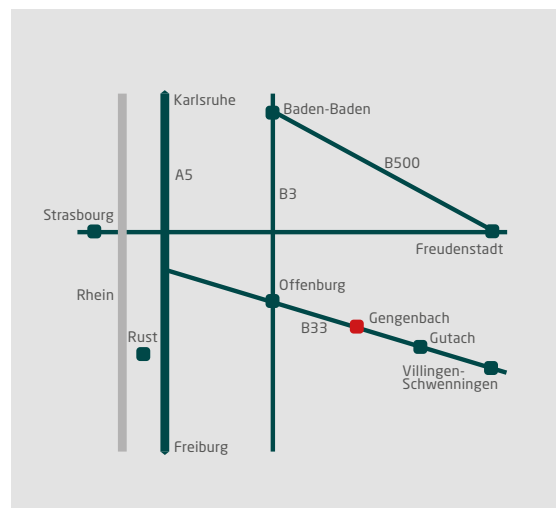 Karlsruhe
Baden-Baden
B500
A5
B3
Strasbourg
Freudenstadt
Offenburg
Rhein
Gengenbach
B33
Rust
Gutach
Villingen-
Schwenningen
Freiburg